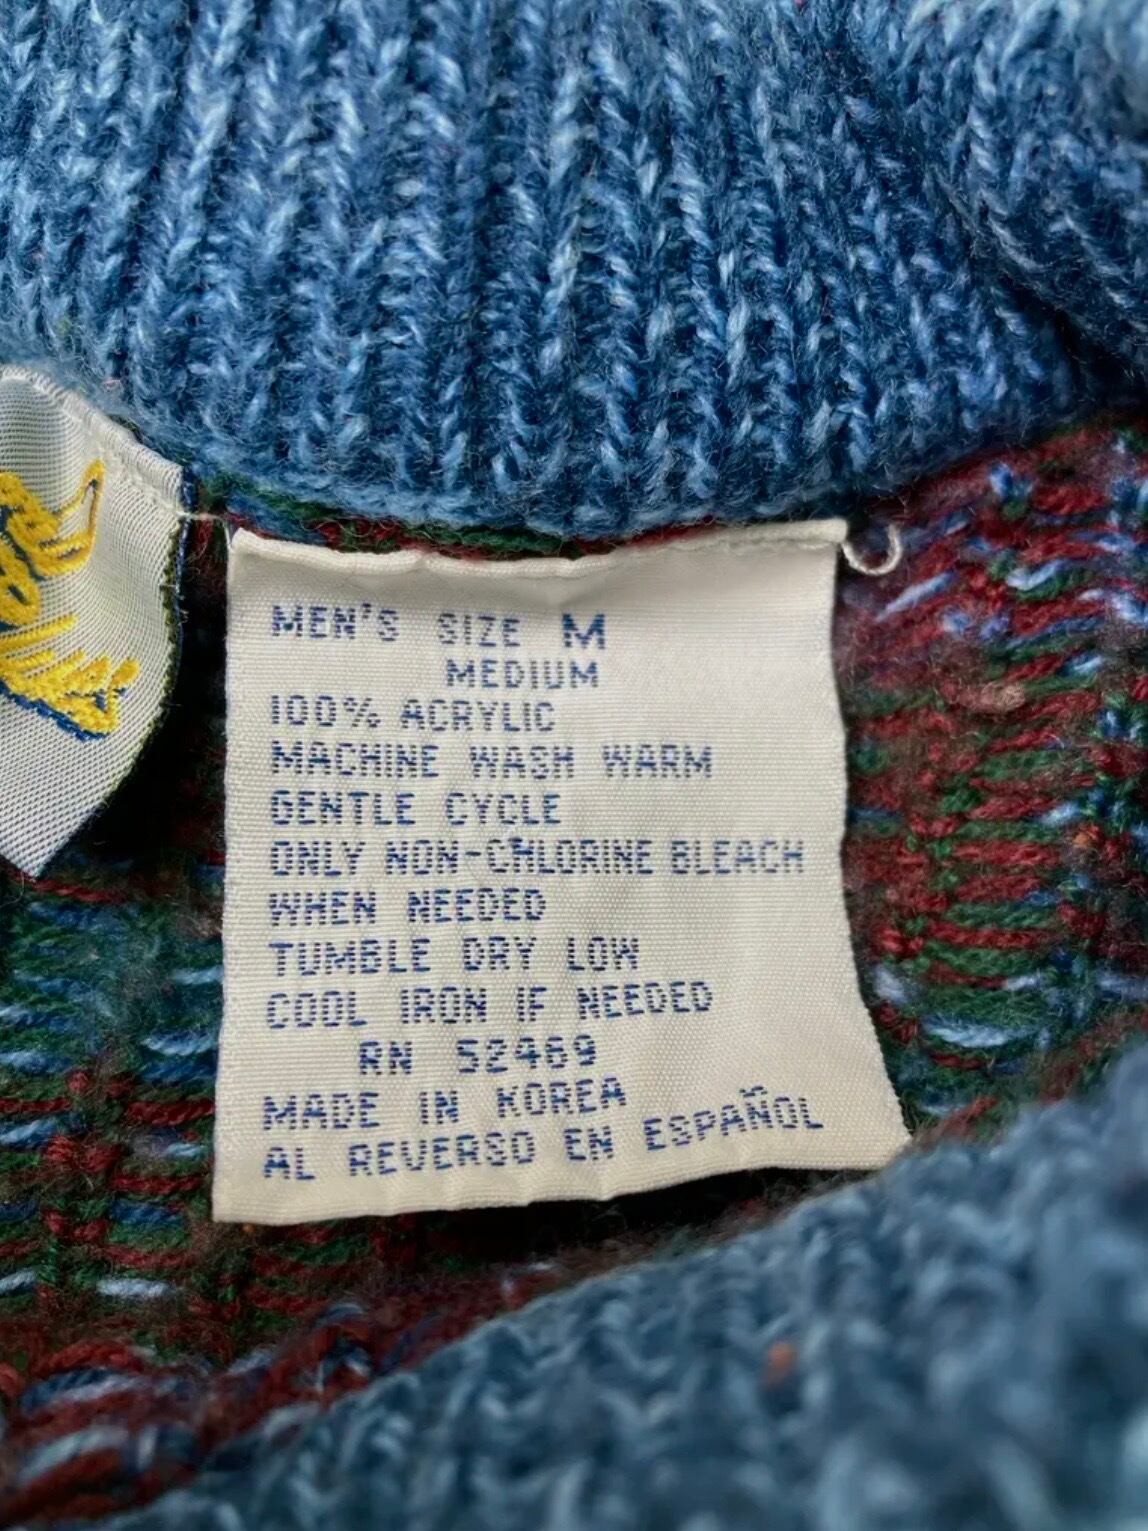 MEN'S SIZE M
MEDIUM
100% ACRYLIC
MACHINE WASH WARM
GENTLE CYCLE
ONLY NON-CHLORINE BLEACH
WHEN NEEDED
TUMBLE DRY LOW
COOL IRON IF NEEDED
RN 52469
MADE IN KOREA
AL REVERSO EN ESPAÑOL